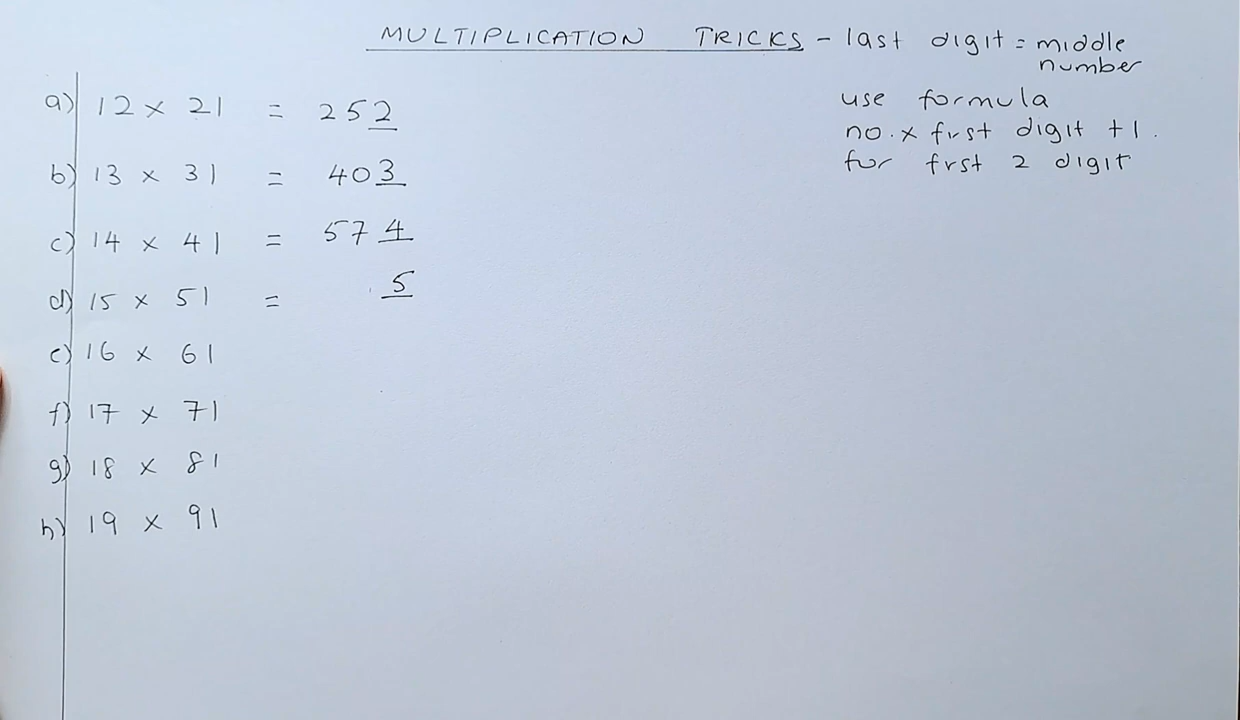 MULTIPLICATION TRICKS - last digit = middle
number
use formula
no. x first digit +1.
for frst 2 digit
a) 12 x 21 = 252
b) 13 x 31 = 403
c) 14 x 41 = 574
d) 15 x 51 = 5
e) 16 x 61
f) 17 x 71
g) 18 x 81
h) 19 x 91